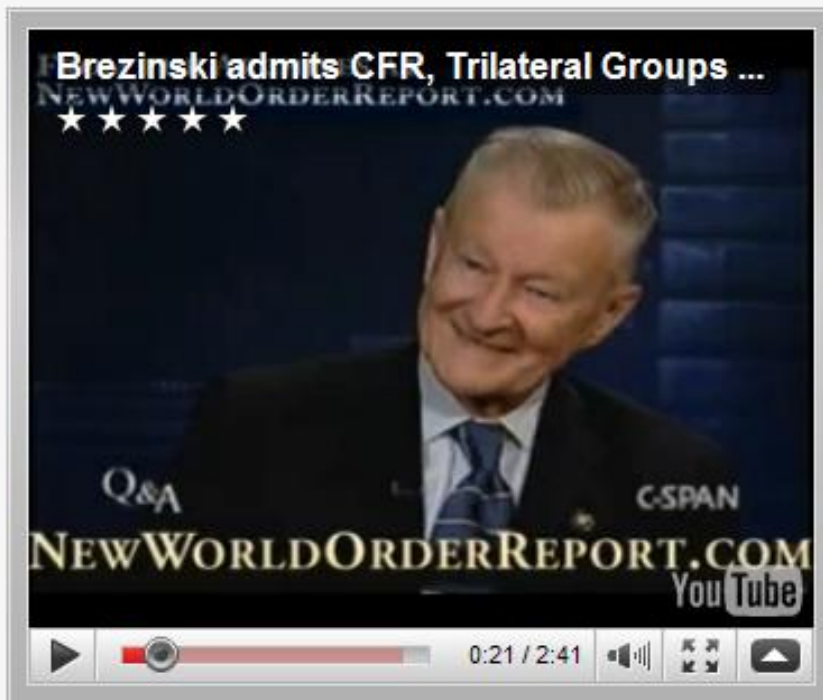 Brezinski admits CFR, Trilateral Groups ...
NEWWORLDORDERREPORT.COM
Q&A
C-SPAN
NEWWORLDORDERREPORT.COM
YouTube
0:21 / 2:41